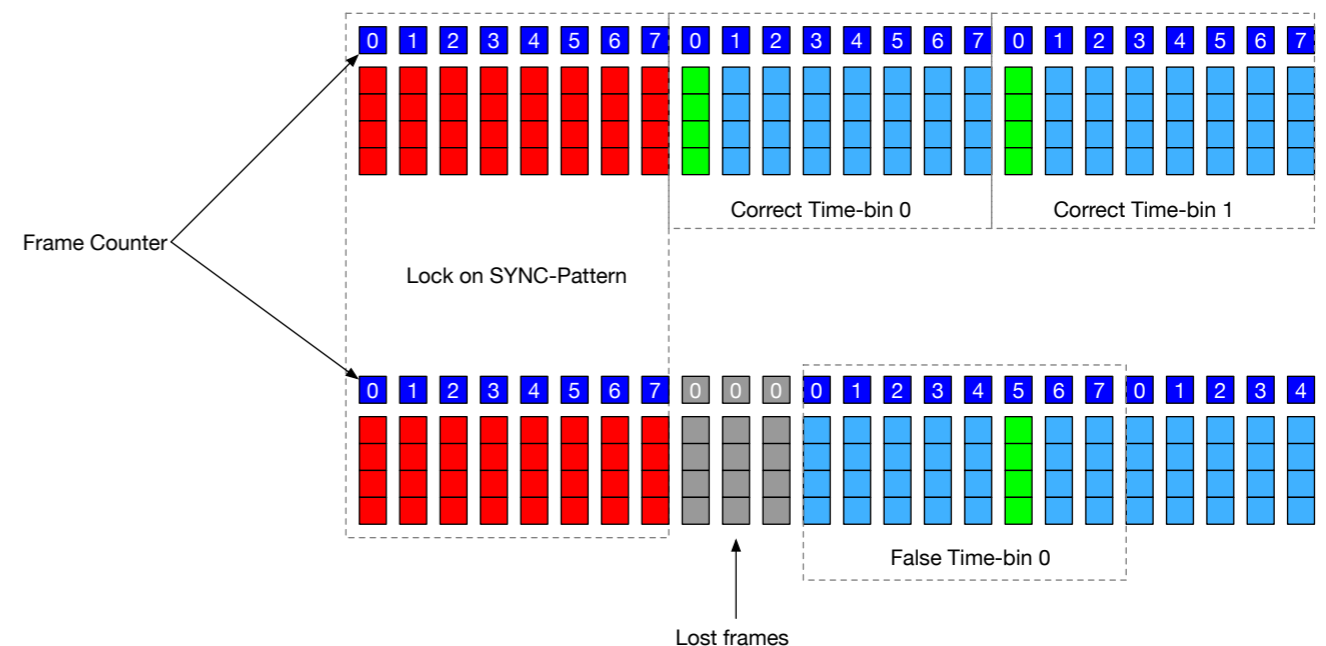 0 1 2 3 4 5 6 7 0 1 2 3 4 5 6 7 0 1 2 3 4 5 6 7
Correct Time-bin 0 Correct Time-bin 1
Frame Counter
Lock on SYNC-Pattern
0 1 2 3 4 5 6 7 0 0 0 0 1 2 3 4 5 6 7 0 1 2 3 4
False Time-bin 0
Lost frames